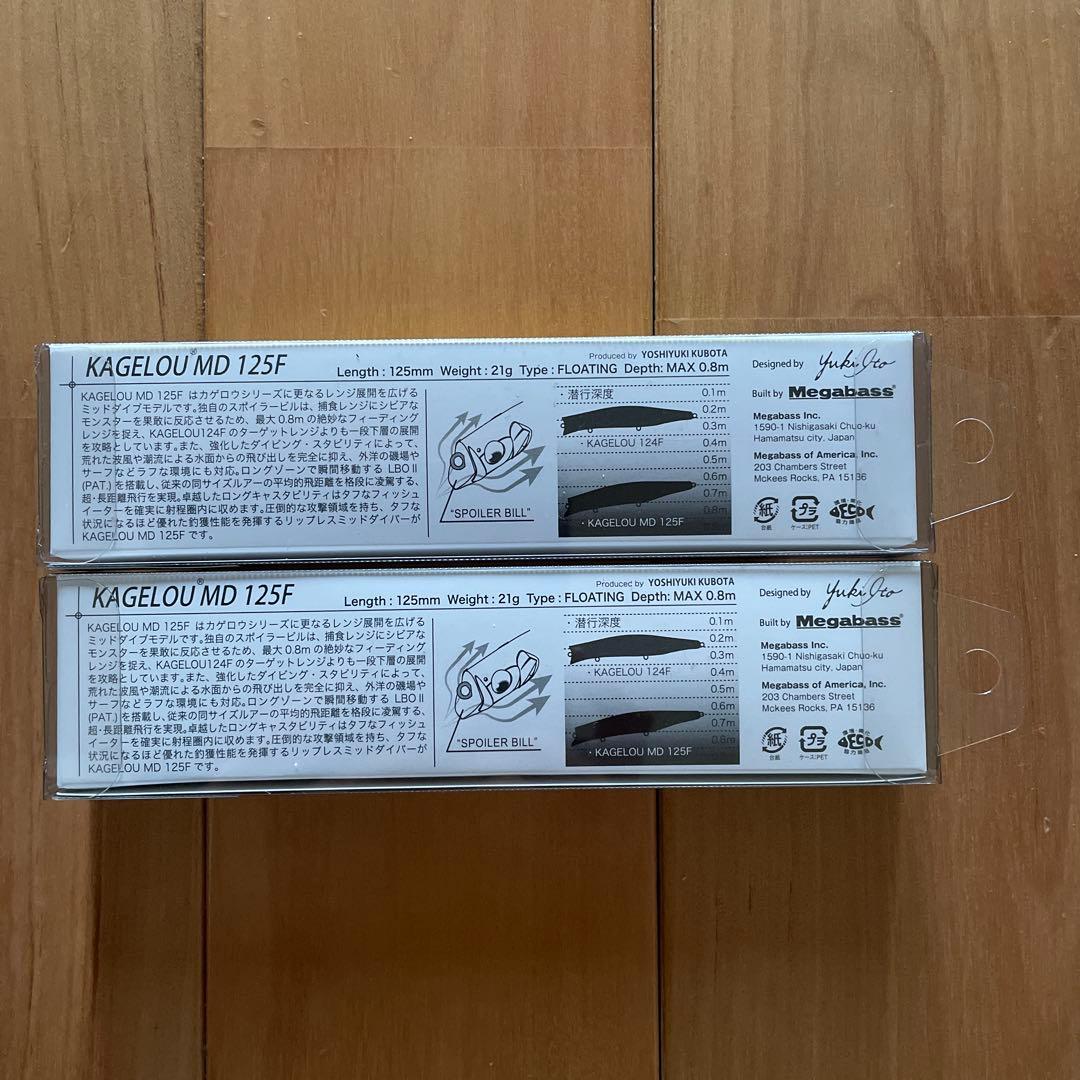 KAGELOU® MD 125F
Produced by YOSHIYUKI KUBOTA
Length : 125mm Weight : 21g Type : FLOATING Depth: MAX 0.8m
KAGELOU MD 125F はカゲロウシリーズに更なるレンジ展開を広げる
ミッドダイブモデルです。独自のスポイラービルは、捕食レンジにシビアな
モンスターを果敢に反応させるため、最大0.8mの絶妙なフィーディング
レンジを捉え、KAGELOU124Fのターゲットレンジよりも一段下層の展開
を攻略としています。また、強化したダイビング・スタビリティによって、
荒れた波風や潮流による水面からの飛び出しを完全に抑え、外洋の磯場や
サーフなどラフな環境にも対応。ロングゾーンで瞬間移動する LBOⅡ
(PAT.) を搭載し、従来の同サイズルアーの平均的飛距離を格段に凌駕する、
超・長距離飛行を実現。卓越したロングキャスタビリティはタフなフィッシュ
イーターを確実に射程圏内に収めます。圧倒的な攻撃領域を持ち、タフな
状況になるほど優れた釣獲性能を発揮するリップレスミッドダイバーが
KAGELOU MD 125F です。
"SPOILER BILL"
・潜行深度
0.1m
0.2m
0.3m
・KAGELOU 124F
0.4m
0.5m
0.6m
0.7m
0.8m
・KAGELOU MD 125F
Designed by Yuki Ito
Built by Megabass®
Megabass Inc.
1590-1 Nishigasaki Chuo-ku
Hamamatsu city, Japan
Megabass of America, Inc.
203 Chambers Street
Mckees Rocks, PA 15136
紙
台紙
プラ
ケース:PET
ECO
KAGELOU® MD 125F
Produced by YOSHIYUKI KUBOTA
Length : 125mm Weight : 21g Type : FLOATING Depth: MAX 0.8m
KAGELOU MD 125F はカゲロウシリーズに更なるレンジ展開を広げる
ミッドダイブモデルです。独自のスポイラービルは、捕食レンジにシビアな
モンスターを果敢に反応させるため、最大0.8mの絶妙なフィーディング
レンジを捉え、KAGELOU124Fのターゲットレンジよりも一段下層の展開
を攻略としています。また、強化したダイビング・スタビリティによって、
荒れた波風や潮流による水面からの飛び出しを完全に抑え、外洋の磯場や
サーフなどラフな環境にも対応。ロングゾーンで瞬間移動する LBOⅡ
(PAT.) を搭載し、従来の同サイズルアーの平均的飛距離を格段に凌駕する、
超・長距離飛行を実現。卓越したロングキャスタビリティはタフなフィッシュ
イーターを確実に射程圏内に収めます。圧倒的な攻撃領域を持ち、タフな
状況になるほど優れた釣獲性能を発揮するリップレスミッドダイバーが
KAGELOU MD 125F です。
"SPOILER BILL"
・潜行深度
0.1m
0.2m
0.3m
・KAGELOU 124F
0.4m
0.5m
0.6m
0.7m
0.8m
・KAGELOU MD 125F
Designed by Yuki Ito
Built by Megabass®
Megabass Inc.
1590-1 Nishigasaki Chuo-ku
Hamamatsu city, Japan
Megabass of America, Inc.
203 Chambers Street
Mckees Rocks, PA 15136
紙
台紙
プラ
ケース:PET
ECO